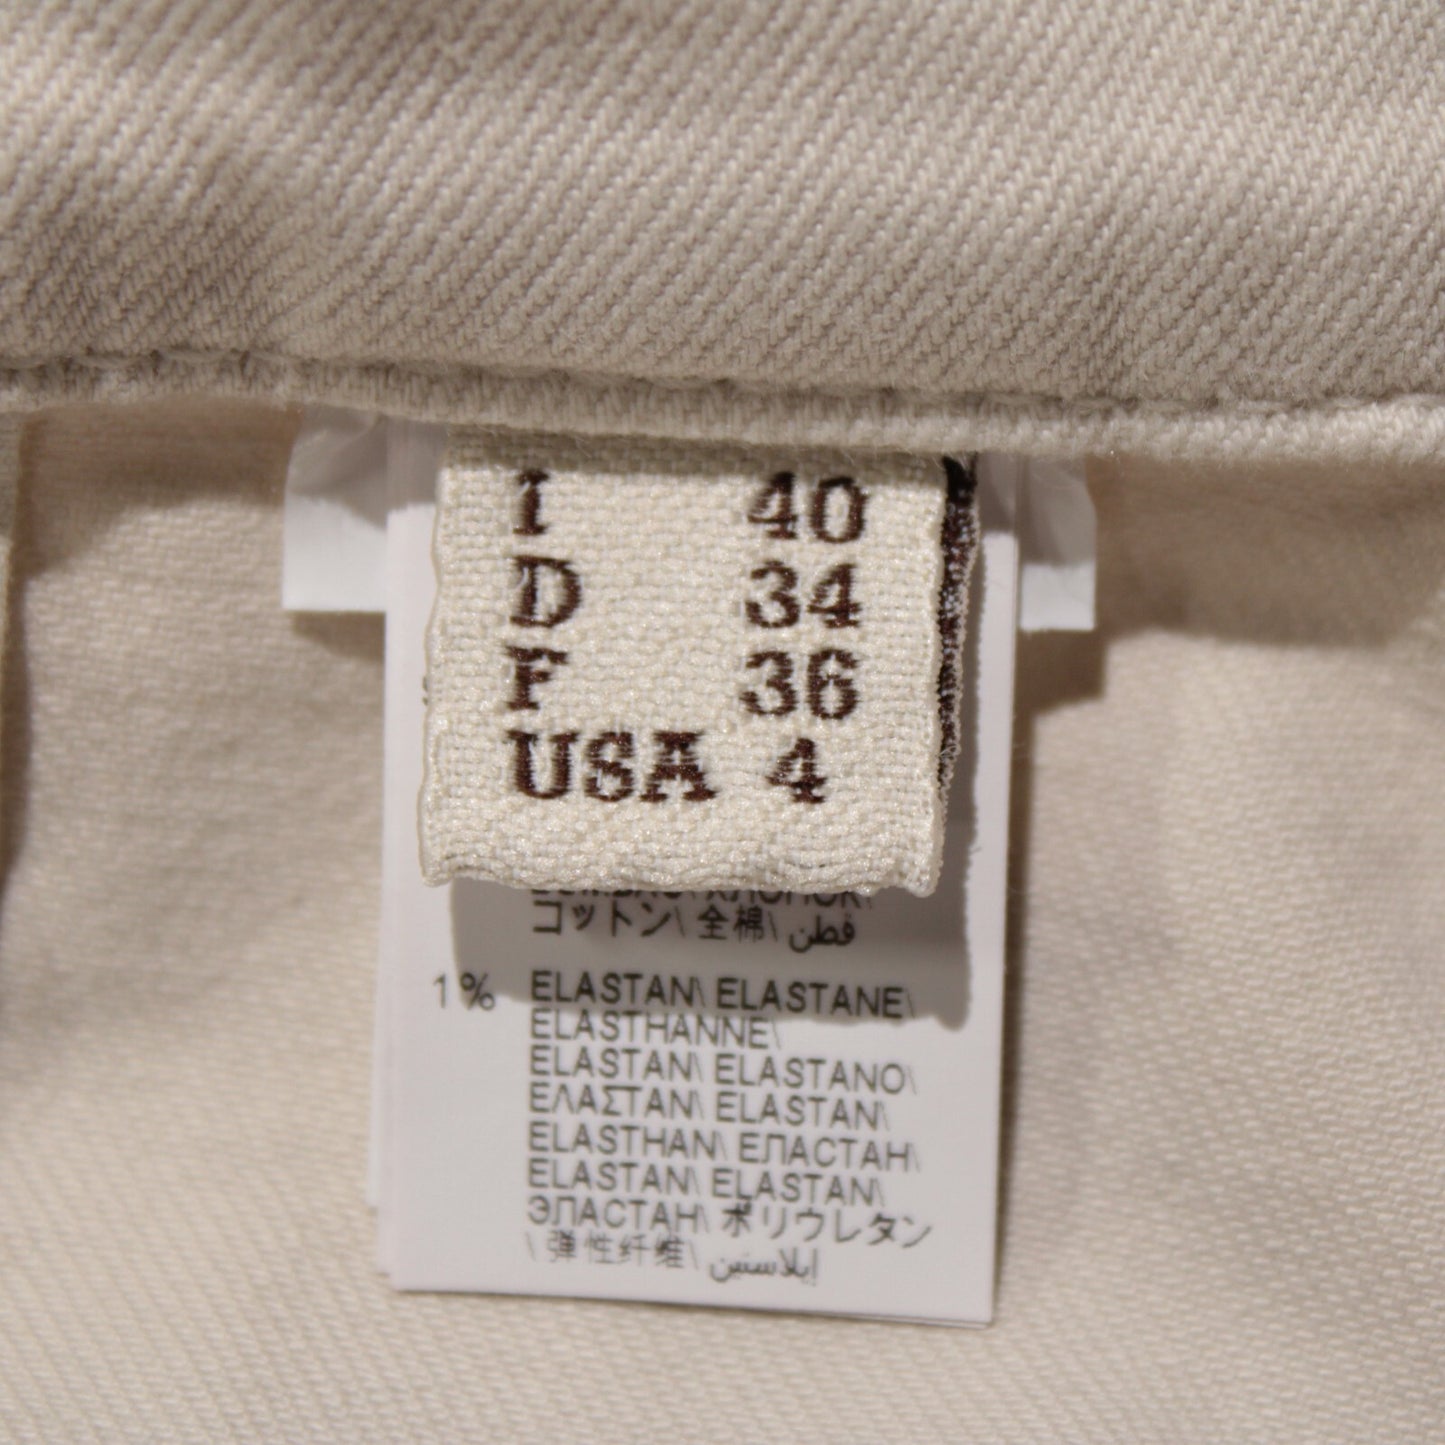 I 40
D 34
F 36
USA 4
コットン\ 全棉\ قطن
1% ELASTAN\ ELASTANE\
ELASTHANNE\
ELASTAN\ ELASTANO\
ΕΛΑΣΤΑΝ\ ELASTAN\
ELASTHAN\ ЕЛАСТАН\
ELASTAN\ ELASTAN\
ЭЛАСТАН\ ポリウレタン
\ 弹性纤维\ إيلاستين